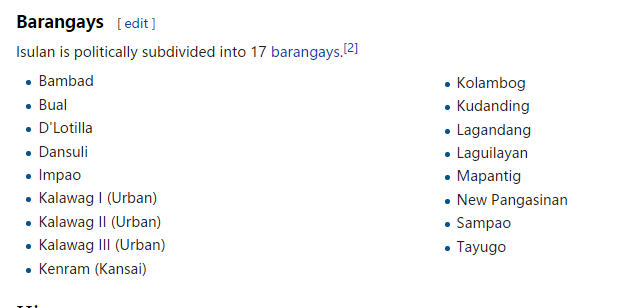 Barangays [ edit ]
Isulan is politically subdivided into 17 barangays.[2]
Bambad
Bual
D'Lotilla
Dansuli
Impao
Kalawag I (Urban)
Kalawag II (Urban)
Kalawag III (Urban)
Kenram (Kansai)
Kolambog
Kudanding
Lagandang
Laguilayan
Mapantig
New Pangasinan
Sampao
Tayugo